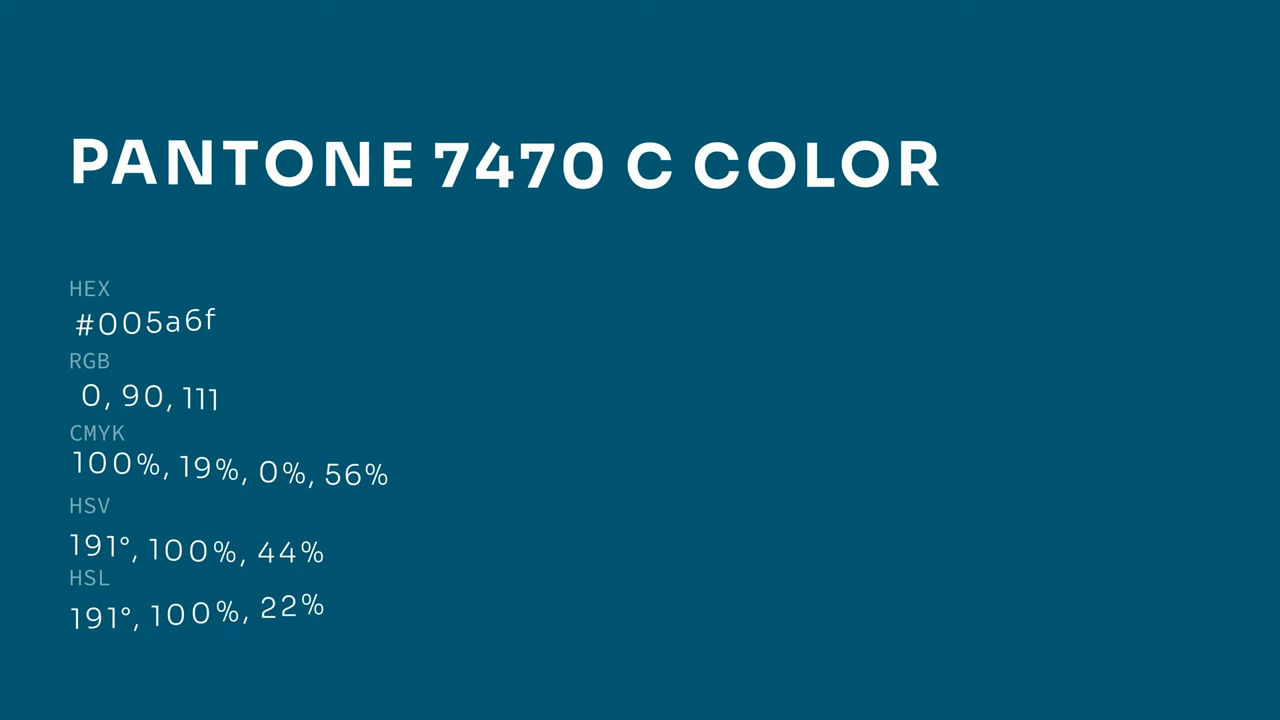 PANTONE 7470 C COLOR
HEX
#005a6f
RGB
0, 90, 111
CMYK
100%, 19%, 0%, 56%
HSV
191°, 100%, 44%
HSL
191°, 100%, 22%